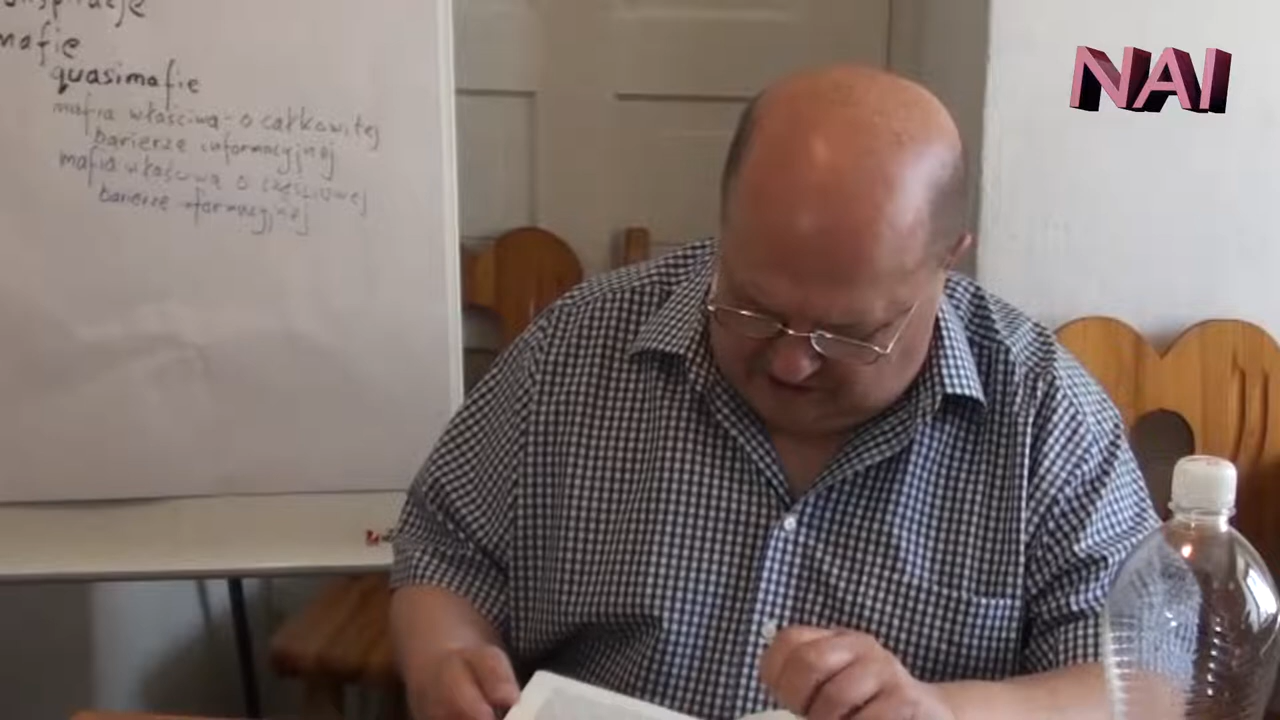 mafie
quasimafie
mafia właściwa - o całkowitej
barierze informacyjnej
mafia właściwa o częściowej
barierze informacyjnej
NAI